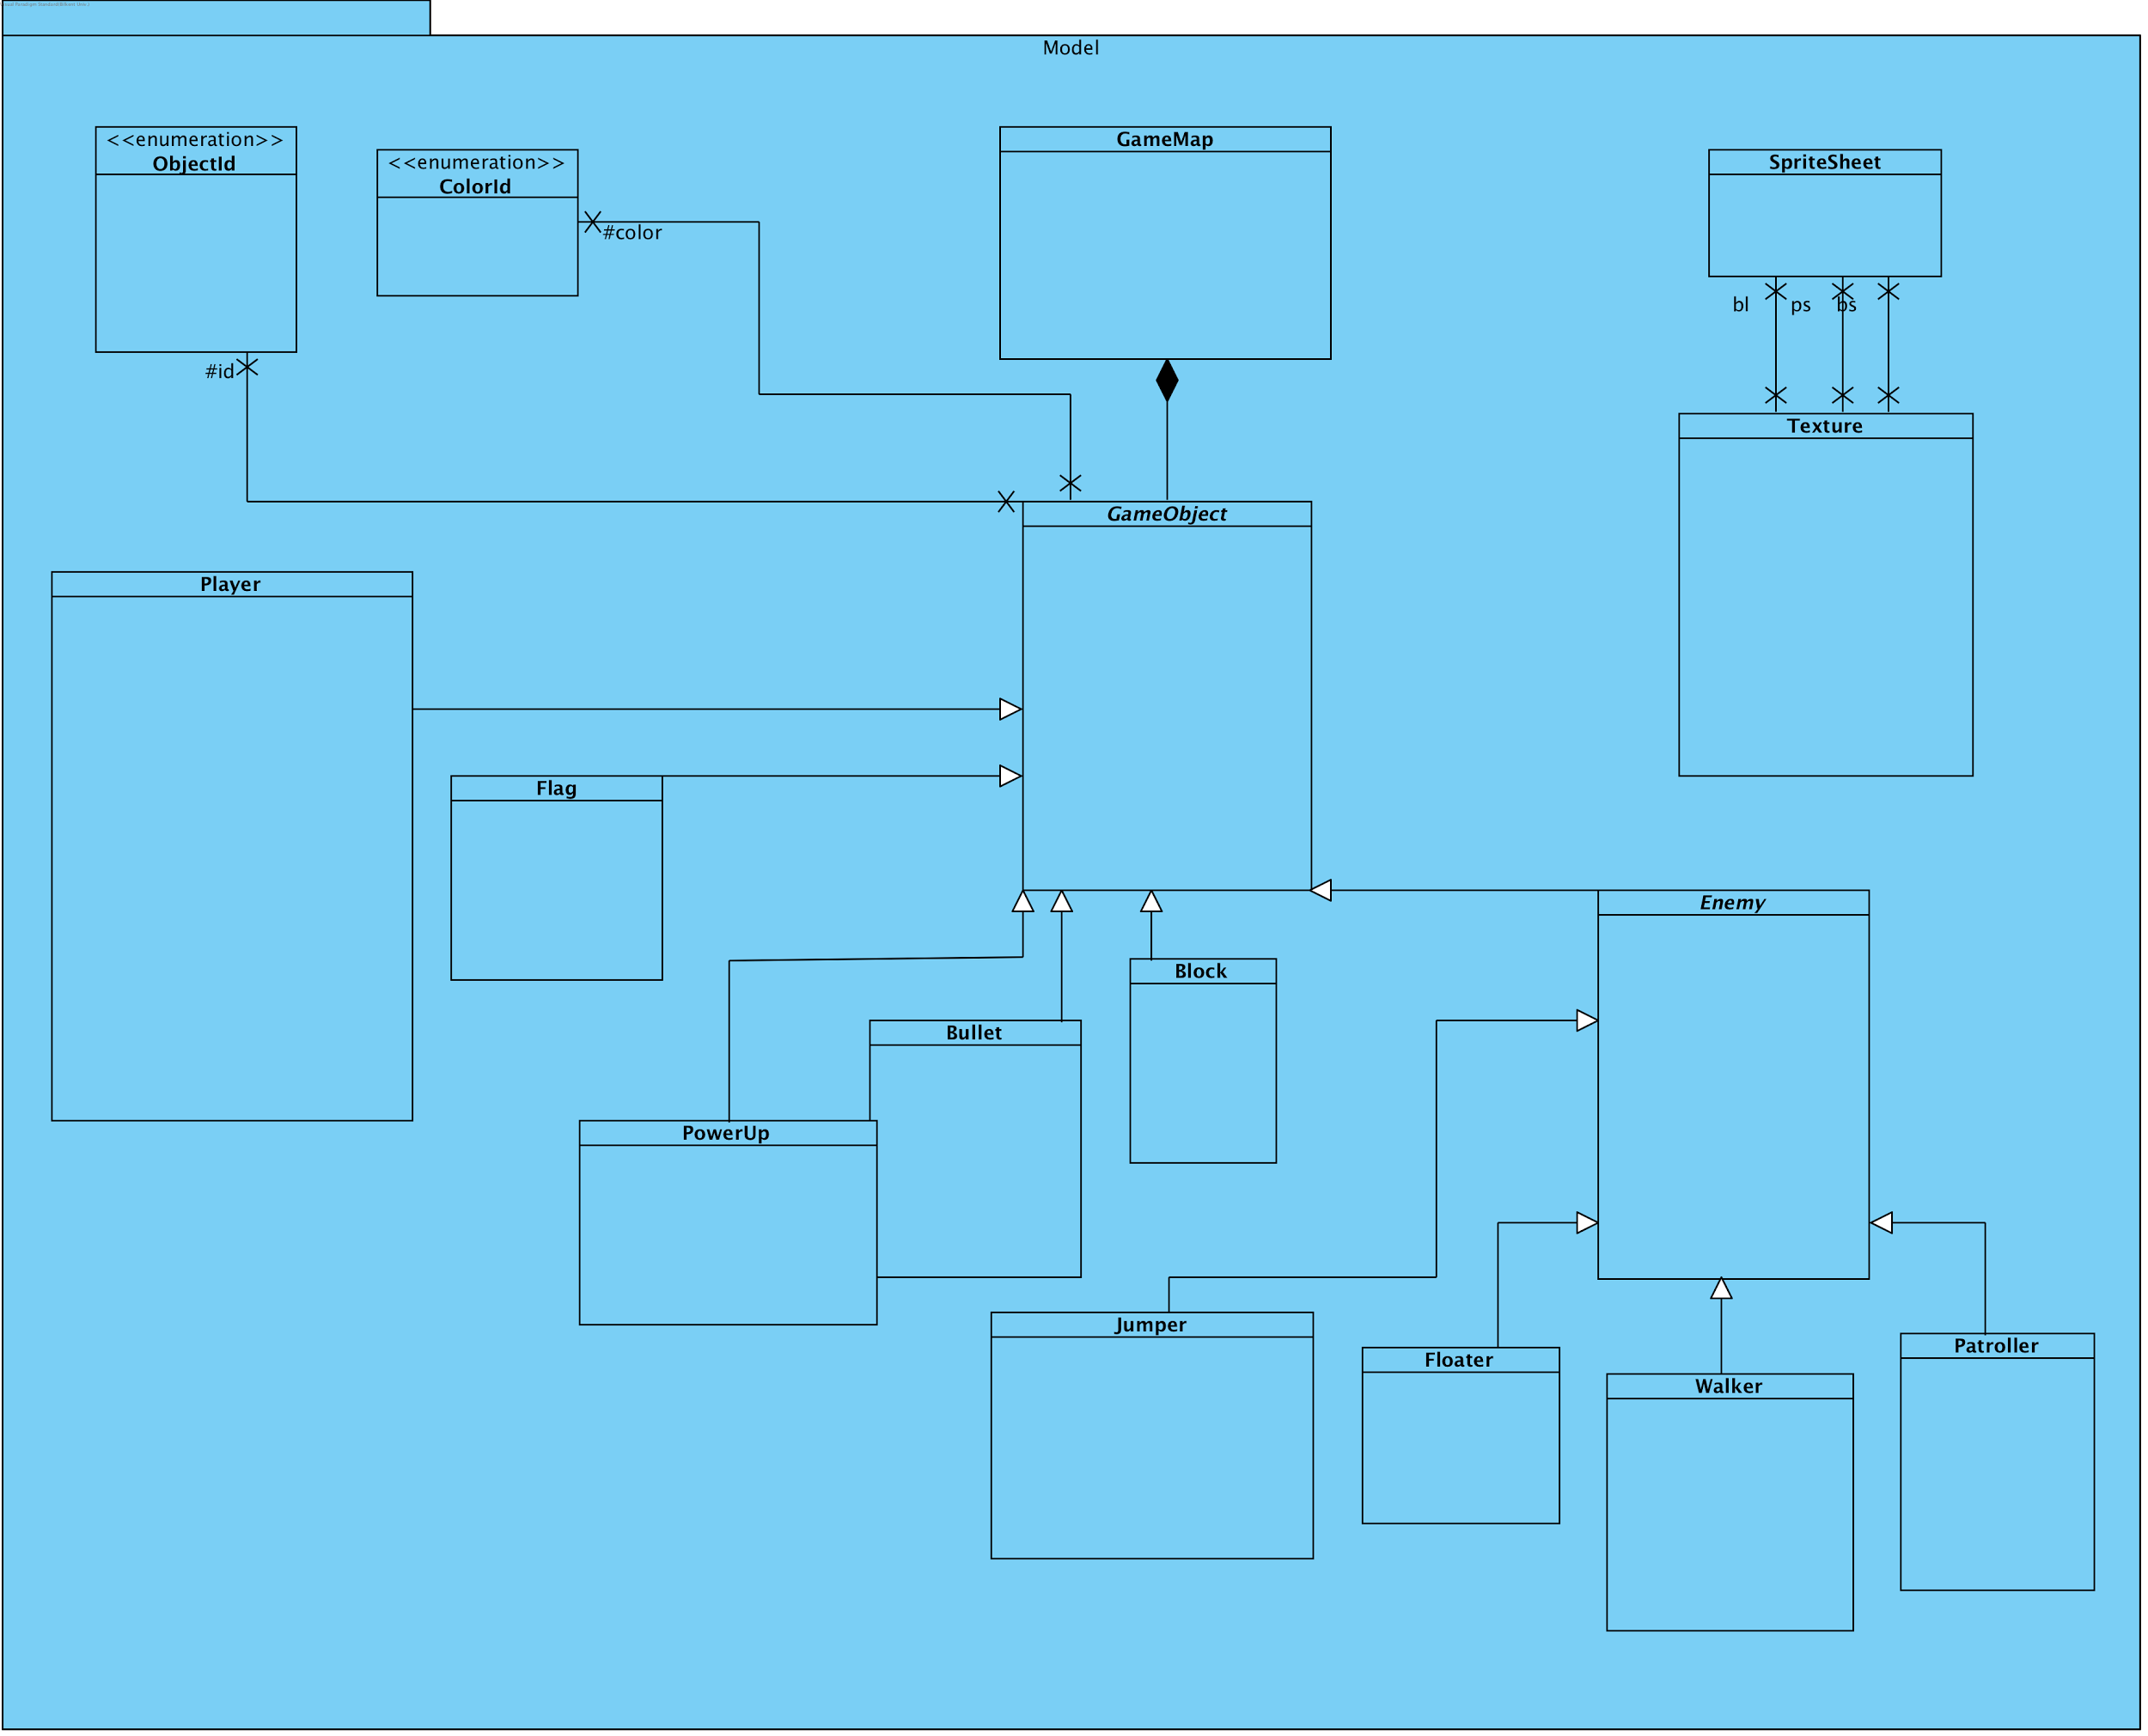 Model
<<enumeration>>
ObjectId
<<enumeration>>
ColorId
GameMap
SpriteSheet
#color
bl
ps
bs
#id
Texture
GameObject
Player
Flag
Enemy
Block
Bullet
PowerUp
Jumper
Floater
Walker
Patroller